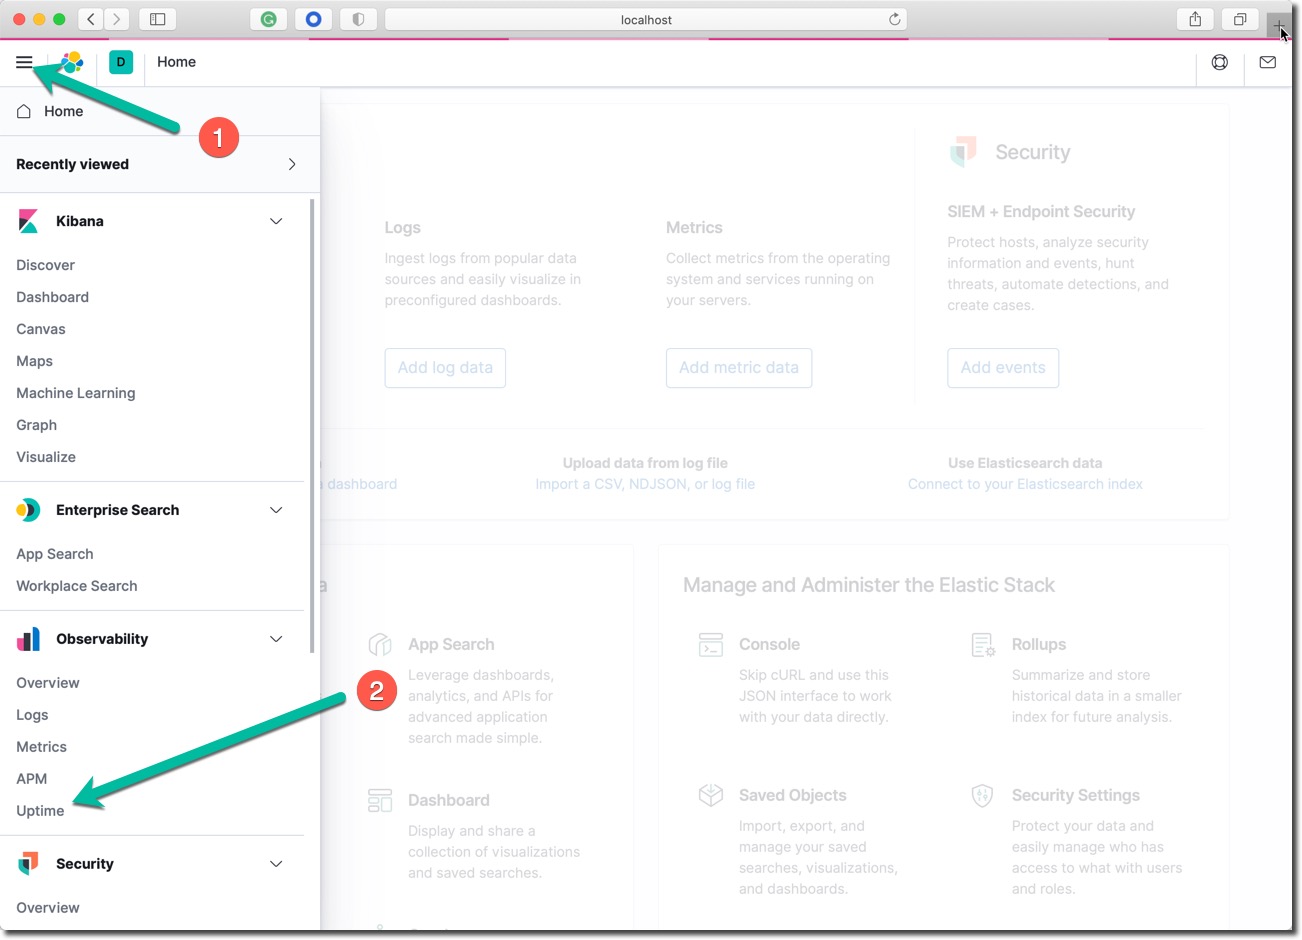 localhost
D
Home
Home
1
Recently viewed
Kibana
Discover
Dashboard
Canvas
Maps
Machine Learning
Graph
Visualize
Enterprise Search
App Search
Workplace Search
Observability
Overview
Logs
Metrics
APM
Uptime
Security
Overview
2
Logs
Ingest logs from popular data
sources and easily visualize in
preconfigured dashboards.
Add log data
Metrics
Collect metrics from the operating
system and services running on
your servers.
Add metric data
Security
SIEM + Endpoint Security
Protect hosts, analyze security
information and events, hunt
threats, automate detections, and
create cases.
Add events
dashboard
Upload data from log file
Import a CSV, NDJSON, or log file
Use Elasticsearch data
Connect to your Elasticsearch index
a
App Search
Leverage dashboards,
analytics, and APIs for
advanced application
search made simple.
Dashboard
Display and share a
collection of visualizations
and saved searches.
Manage and Administer the Elastic Stack
Console
Skip cURL and use this
JSON interface to work
with your data directly.
Rollups
Summarize and store
historical data in a smaller
index for future analysis.
Saved Objects
Import, export, and
manage your saved
searches, visualizations,
and dashboards.
Security Settings
Protect your data and
easily manage who has
access to what with users
and roles.